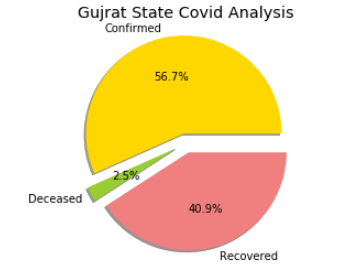 Gujrat State Covid Analysis
Confirmed
56.7%
2.5%
Deceased
40.9%
Recovered